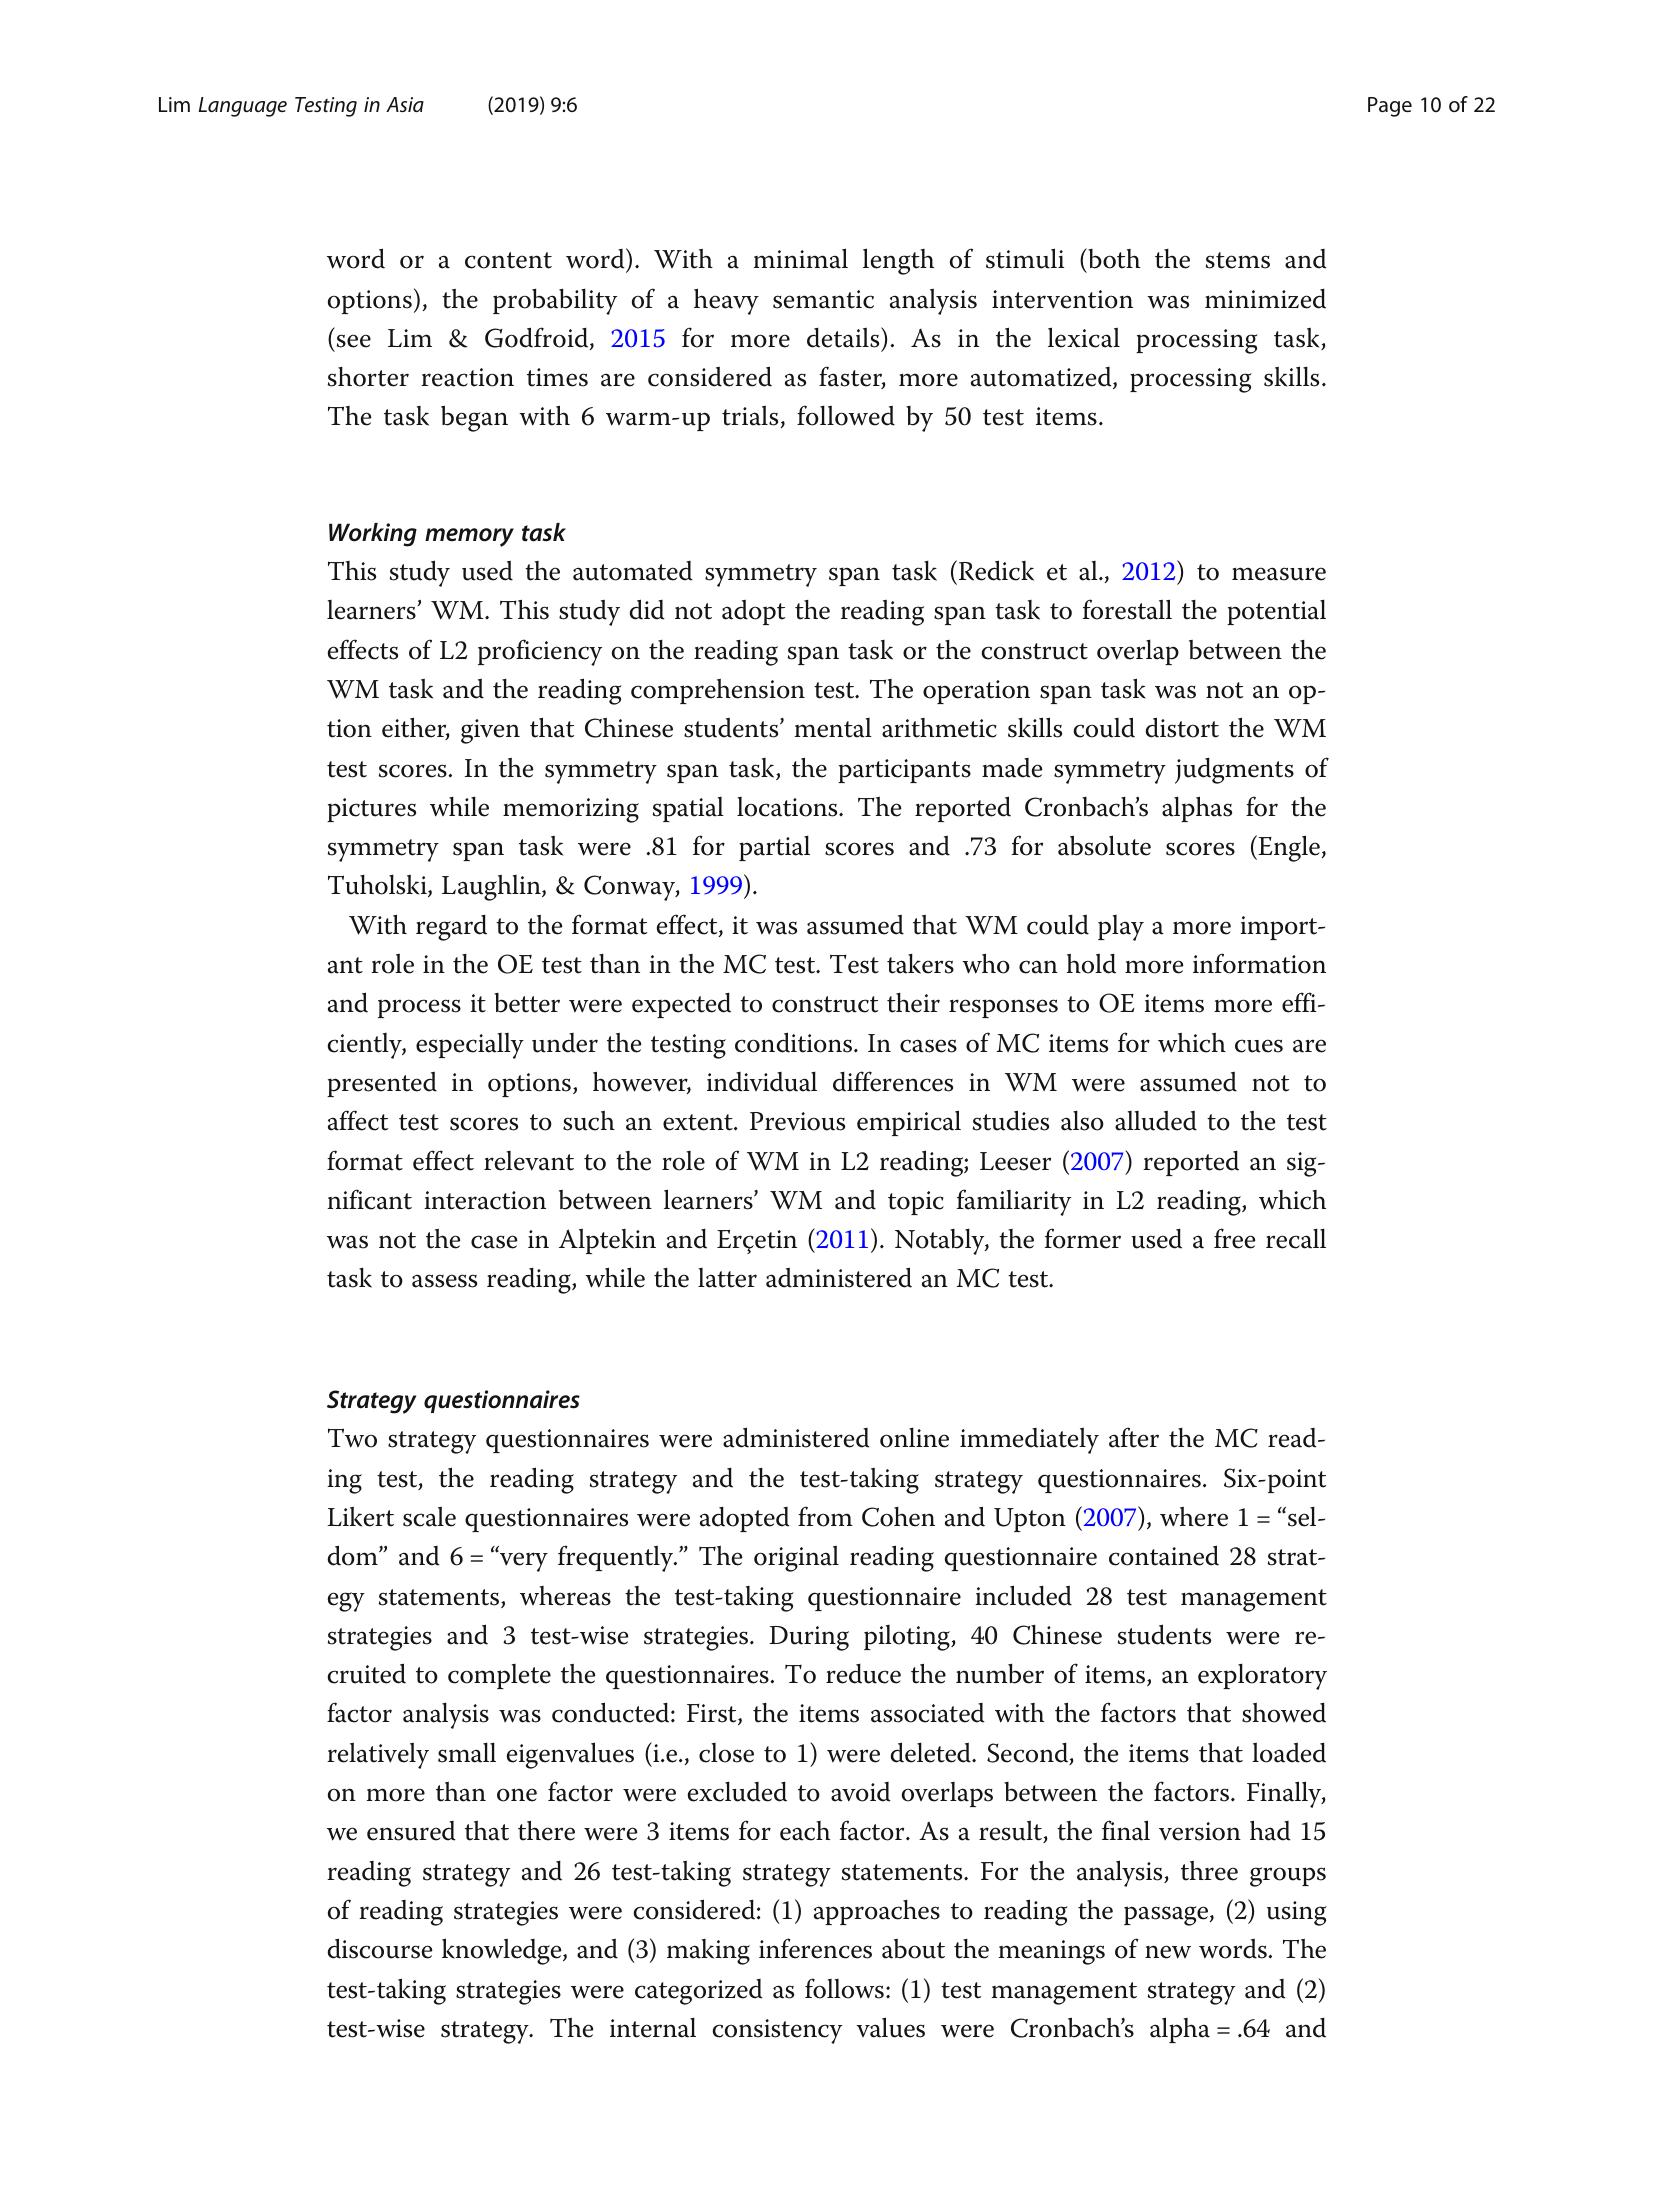 Lim Language Testing in Asia (2019) 9:6 Page 10 of 22
word or a content word). With a minimal length of stimuli (both the stems and
options), the probability of a heavy semantic analysis intervention was minimized
(see Lim & Godfroid, 2015 for more details). As in the lexical processing task,
shorter reaction times are considered as faster, more automatized, processing skills.
The task began with 6 warm-up trials, followed by 50 test items.
Working memory task
This study used the automated symmetry span task (Redick et al., 2012) to measure
learners’ WM. This study did not adopt the reading span task to forestall the potential
effects of L2 proficiency on the reading span task or the construct overlap between the
WM task and the reading comprehension test. The operation span task was not an op-
tion either, given that Chinese students’ mental arithmetic skills could distort the WM
test scores. In the symmetry span task, the participants made symmetry judgments of
pictures while memorizing spatial locations. The reported Cronbach’s alphas for the
symmetry span task were .81 for partial scores and .73 for absolute scores (Engle,
Tuholski, Laughlin, & Conway, 1999).
With regard to the format effect, it was assumed that WM could play a more import-
ant role in the OE test than in the MC test. Test takers who can hold more information
and process it better were expected to construct their responses to OE items more effi-
ciently, especially under the testing conditions. In cases of MC items for which cues are
presented in options, however, individual differences in WM were assumed not to
affect test scores to such an extent. Previous empirical studies also alluded to the test
format effect relevant to the role of WM in L2 reading; Leeser (2007) reported an sig-
nificant interaction between learners’ WM and topic familiarity in L2 reading, which
was not the case in Alptekin and Erçetin (2011). Notably, the former used a free recall
task to assess reading, while the latter administered an MC test.
Strategy questionnaires
Two strategy questionnaires were administered online immediately after the MC read-
ing test, the reading strategy and the test-taking strategy questionnaires. Six-point
Likert scale questionnaires were adopted from Cohen and Upton (2007), where 1 = “sel-
dom” and 6 = “very frequently.” The original reading questionnaire contained 28 strat-
egy statements, whereas the test-taking questionnaire included 28 test management
strategies and 3 test-wise strategies. During piloting, 40 Chinese students were re-
cruited to complete the questionnaires. To reduce the number of items, an exploratory
factor analysis was conducted: First, the items associated with the factors that showed
relatively small eigenvalues (i.e., close to 1) were deleted. Second, the items that loaded
on more than one factor were excluded to avoid overlaps between the factors. Finally,
we ensured that there were 3 items for each factor. As a result, the final version had 15
reading strategy and 26 test-taking strategy statements. For the analysis, three groups
of reading strategies were considered: (1) approaches to reading the passage, (2) using
discourse knowledge, and (3) making inferences about the meanings of new words. The
test-taking strategies were categorized as follows: (1) test management strategy and (2)
test-wise strategy. The internal consistency values were Cronbach’s alpha = .64 and